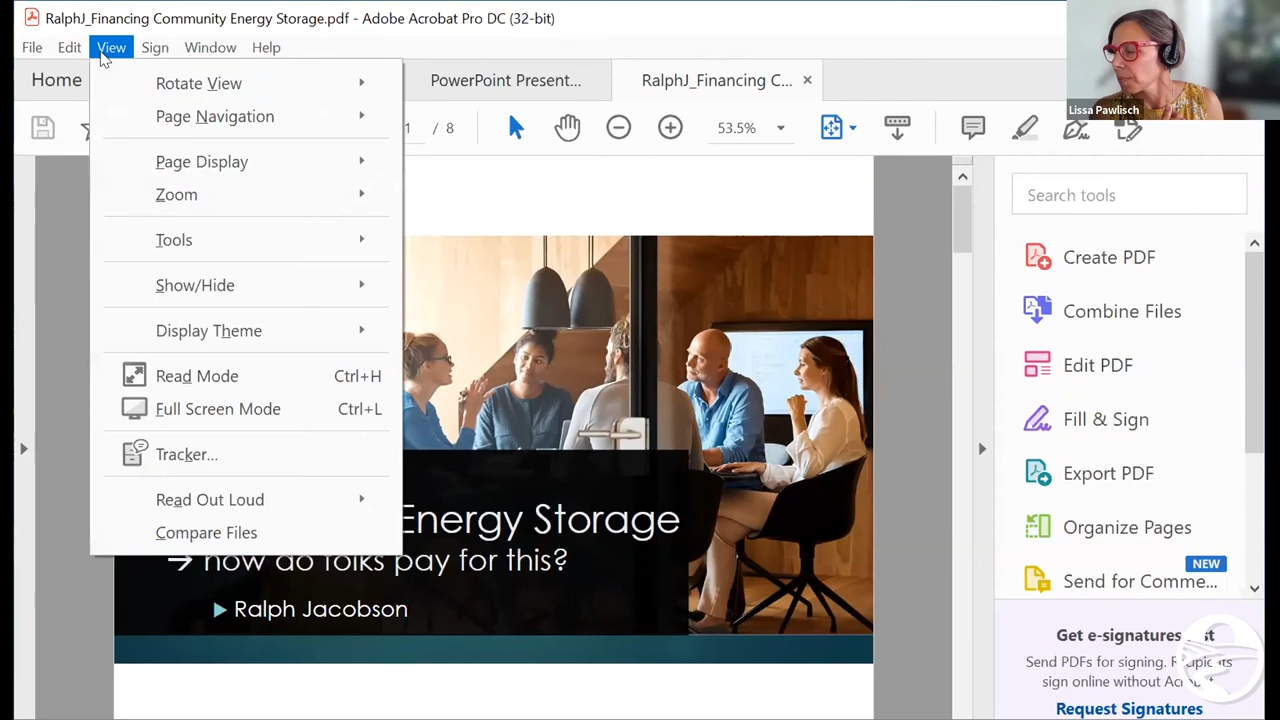 RalphJ_Financing Community Energy Storage.pdf - Adobe Acrobat Pro DC (32-bit)
File Edit View Sign Window Help
Home
PowerPoint Present...
RalphJ_Financing C... ×
1 / 8
53.5%
Lissa Pawlisch
Rotate View
Page Navigation
Page Display
Zoom
Tools
Show/Hide
Display Theme
Read Mode Ctrl+H
Full Screen Mode Ctrl+L
Tracker...
Read Out Loud
Compare Files
Energy Storage
→ how do folks pay for this?
Ralph Jacobson
Search tools
Create PDF
Combine Files
Edit PDF
Fill & Sign
Export PDF
Organize Pages
NEW
Send for Comme...
Get e-signatures
Send PDFs for signing. Recipients
sign online without
Request Signatures